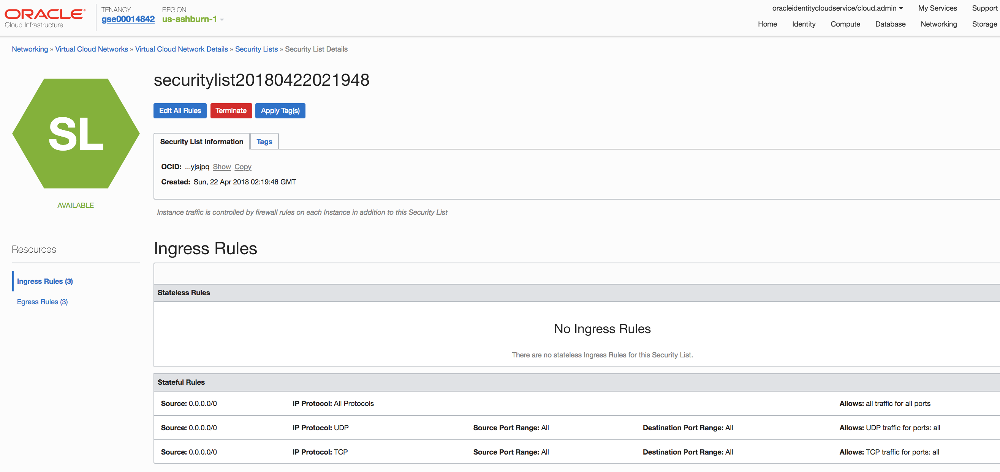 ORACLE®
Cloud Infrastructure
TENANCY
gse00014842
REGION
us-ashburn-1
oracleidentitycloudservice/cloud.admin My Services Support
Home Identity Compute Database Networking Storage
Networking » Virtual Cloud Networks » Virtual Cloud Network Details » Security Lists » Security List Details
SL
AVAILABLE
securitylist20180422021948
Edit All Rules Terminate Apply Tag(s)
Security List Information Tags
OCID: ...yjsjpq Show Copy
Created: Sun, 22 Apr 2018 02:19:48 GMT
Instance traffic is controlled by firewall rules on each Instance in addition to this Security List
Resources
Ingress Rules (3)
Egress Rules (3)
Ingress Rules
Stateless Rules
No Ingress Rules
There are no stateless Ingress Rules for this Security List.
Stateful Rules
Source: 0.0.0.0/0 IP Protocol: All Protocols Allows: all traffic for all ports
Source: 0.0.0.0/0 IP Protocol: UDP Source Port Range: All Destination Port Range: All Allows: UDP traffic for ports: all
Source: 0.0.0.0/0 IP Protocol: TCP Source Port Range: All Destination Port Range: All Allows: TCP traffic for ports: all